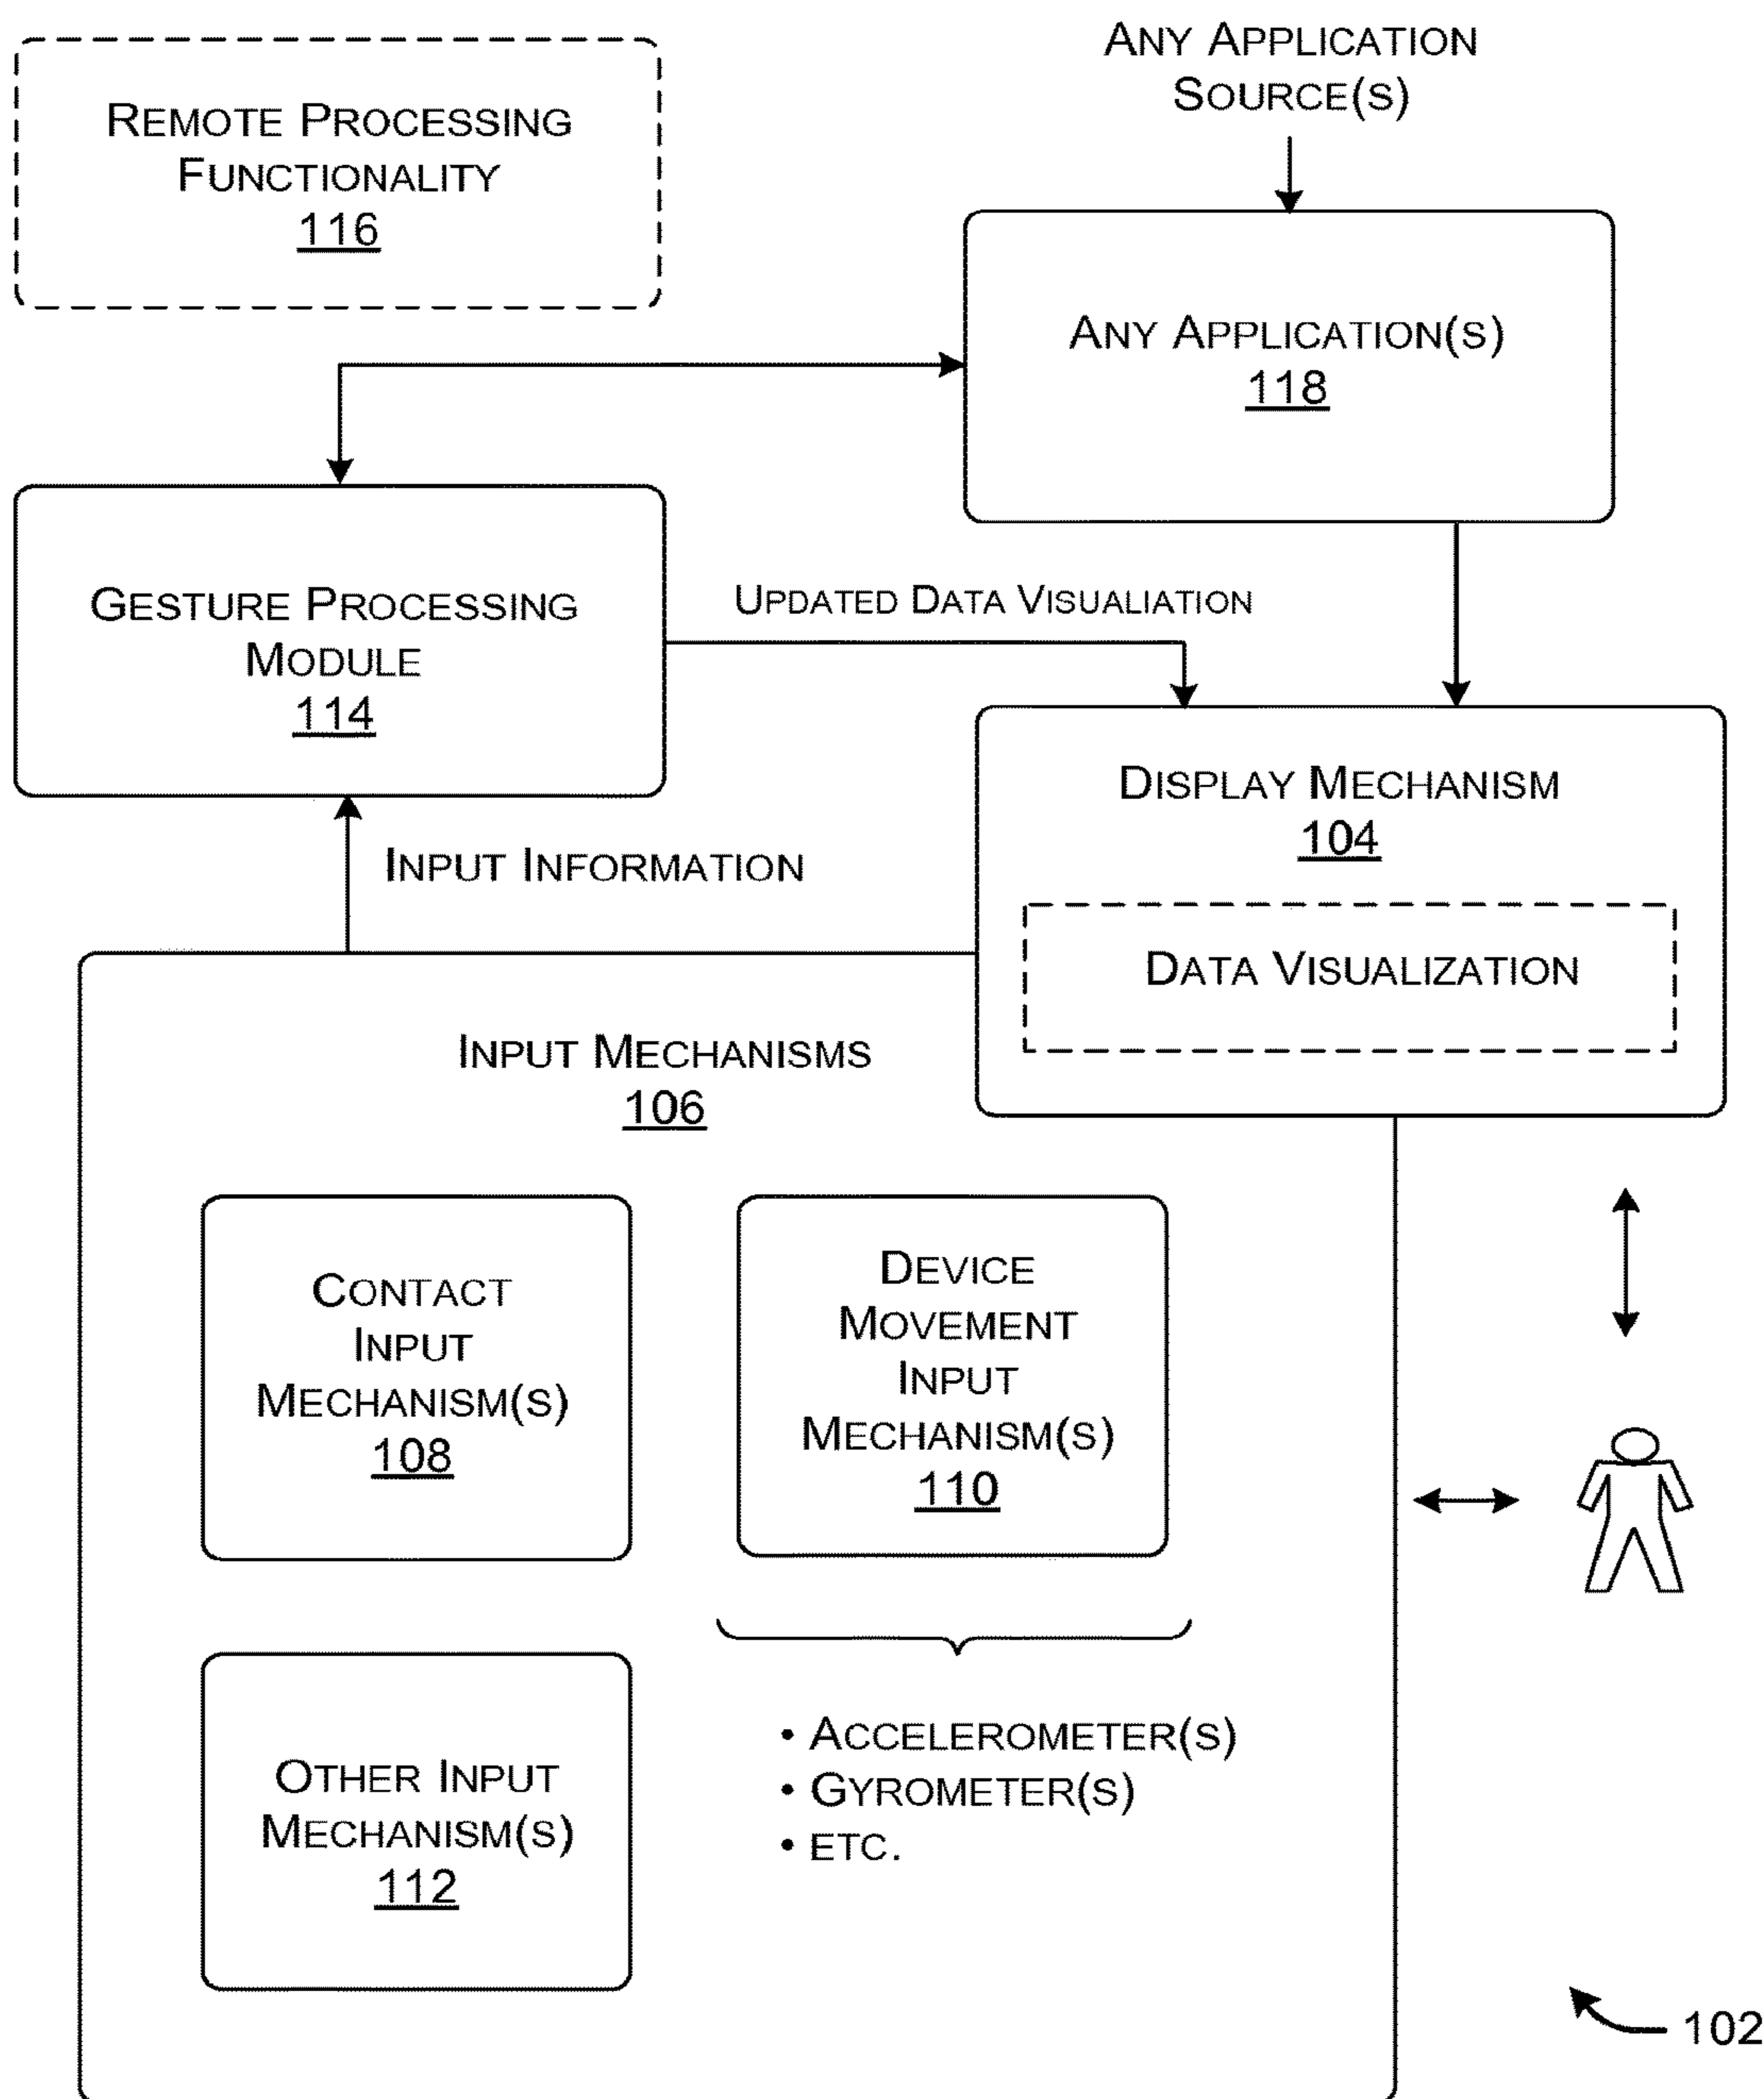 REMOTE PROCESSING
FUNCTIONALITY
116
ANY APPLICATION
SOURCE(S)
ANY APPLICATION(S)
118
GESTURE PROCESSING
MODULE
114
UPDATED DATA VISUALIATION
DISPLAY MECHANISM
104
DATA VISUALIZATION
INPUT INFORMATION
INPUT MECHANISMS
106
CONTACT
INPUT
MECHANISM(S)
108
DEVICE
MOVEMENT
INPUT
MECHANISM(S)
110
OTHER INPUT
MECHANISM(S)
112
• ACCELEROMETER(S)
• GYROMETER(S)
• ETC.
102